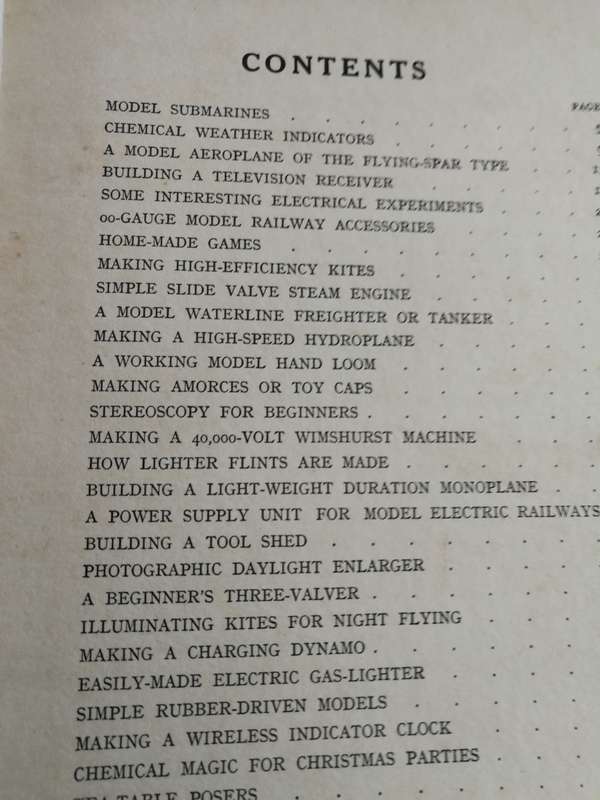 CONTENTS
PAGE
MODEL SUBMARINES . . . . . . .
CHEMICAL WEATHER INDICATORS . . . . .
A MODEL AEROPLANE OF THE FLYING-SPAR TYPE . .
BUILDING A TELEVISION RECEIVER . . . .
SOME INTERESTING ELECTRICAL EXPERIMENTS . . .
00-GAUGE MODEL RAILWAY ACCESSORIES . . . .
HOME-MADE GAMES . . . . . . .
MAKING HIGH-EFFICIENCY KITES . . . . .
SIMPLE SLIDE VALVE STEAM ENGINE . . . .
A MODEL WATERLINE FREIGHTER OR TANKER . . .
MAKING A HIGH-SPEED HYDROPLANE . . . .
A WORKING MODEL HAND LOOM . . . . .
MAKING AMORCES OR TOY CAPS . . . . .
STEREOSCOPY FOR BEGINNERS . . . . . .
MAKING A 40,000-VOLT WIMSHURST MACHINE . . .
HOW LIGHTER FLINTS ARE MADE . . . . .
BUILDING A LIGHT-WEIGHT DURATION MONOPLANE . .
A POWER SUPPLY UNIT FOR MODEL ELECTRIC RAILWAYS
BUILDING A TOOL SHED . . . . . . .
PHOTOGRAPHIC DAYLIGHT ENLARGER . . . . .
A BEGINNER'S THREE-VALVER . . . . . .
ILLUMINATING KITES FOR NIGHT FLYING . . . .
MAKING A CHARGING DYNAMO . . . . . .
EASILY-MADE ELECTRIC GAS-LIGHTER . . . .
SIMPLE RUBBER-DRIVEN MODELS . . . . .
MAKING A WIRELESS INDICATOR CLOCK . . .
CHEMICAL MAGIC FOR CHRISTMAS PARTIES . . .
TEA-TABLE POSERS . . . . . . .